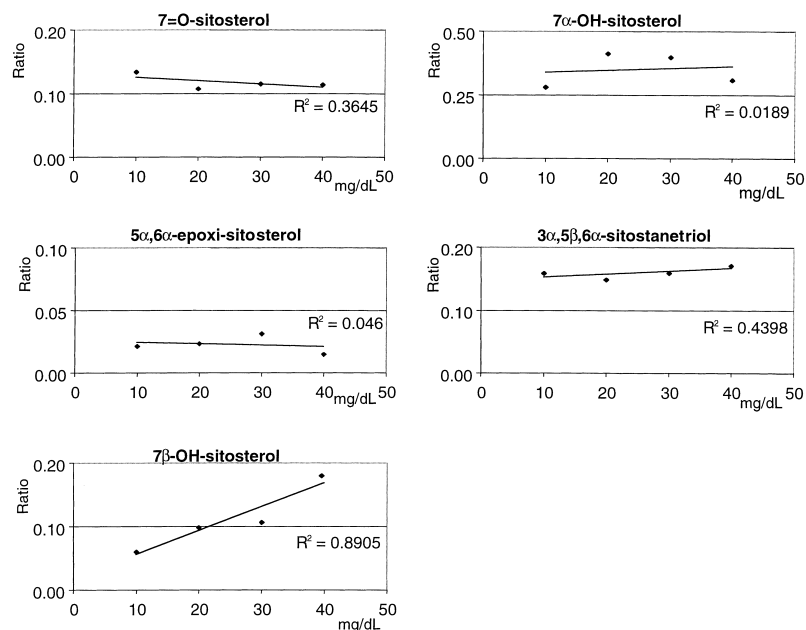 7=O-sitosterol
0.20
Ratio
0.10
R² = 0.3645
0.00
0 10 20 30 40 50
mg/dL
7α-OH-sitosterol
0.50
Ratio
0.25
R² = 0.0189
0.00
0 10 20 30 40 50
mg/dL
5α,6α-epoxi-sitosterol
0.10
Ratio
0.05
R² = 0.046
0.00
0 10 20 30 40 50
mg/dL
3α,5β,6α-sitostanetriol
0.20
Ratio
0.10
R² = 0.4398
0.00
0 10 20 30 40 50
mg/dL
7β-OH-sitosterol
0.20
Ratio
0.10
R² = 0.8905
0.00
0 10 20 30 40 50
mg/dL